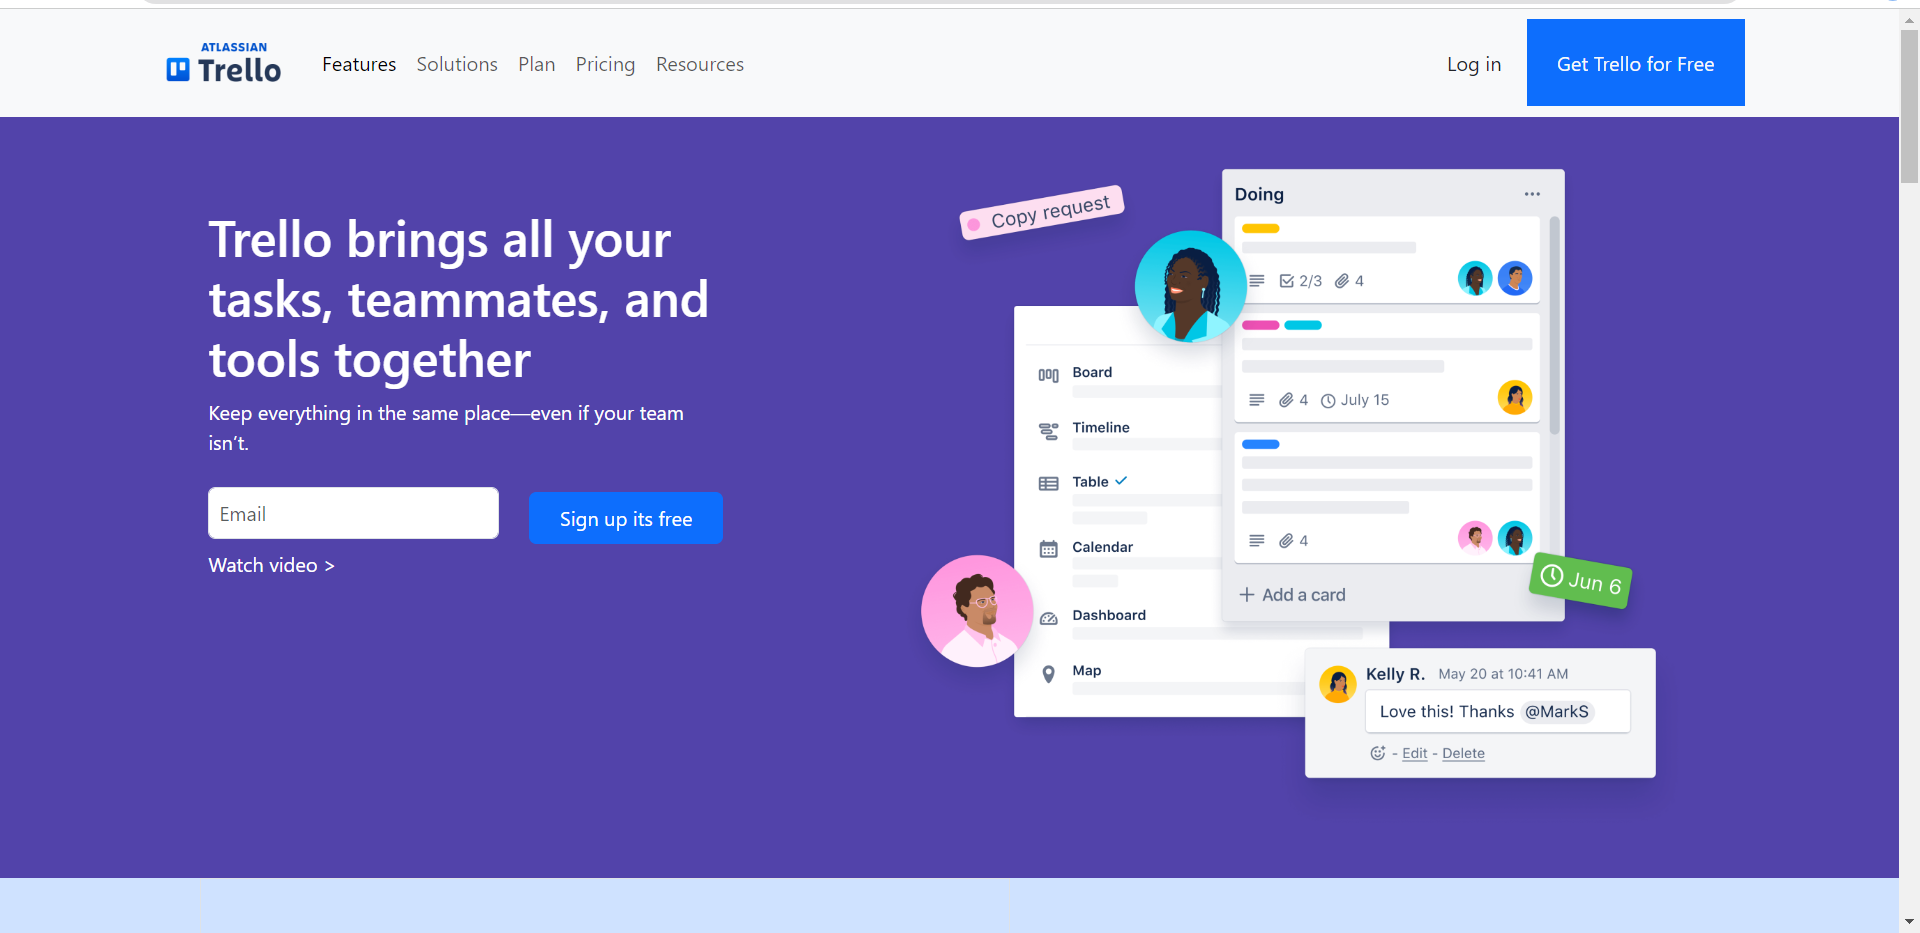 ATLASSIAN
Trello
Features Solutions Plan Pricing Resources
Log in
Get Trello for Free
Trello brings all your
tasks, teammates, and
tools together
Keep everything in the same place—even if your team
isn’t.
Email
Sign up its free
Watch video >
Copy request
Doing
2/3 4
4 July 15
4
Add a card
Jun 6
Board
Timeline
Table
Calendar
Dashboard
Map
Kelly R. May 20 at 10:41 AM
Love this! Thanks @MarkS
- Edit - Delete